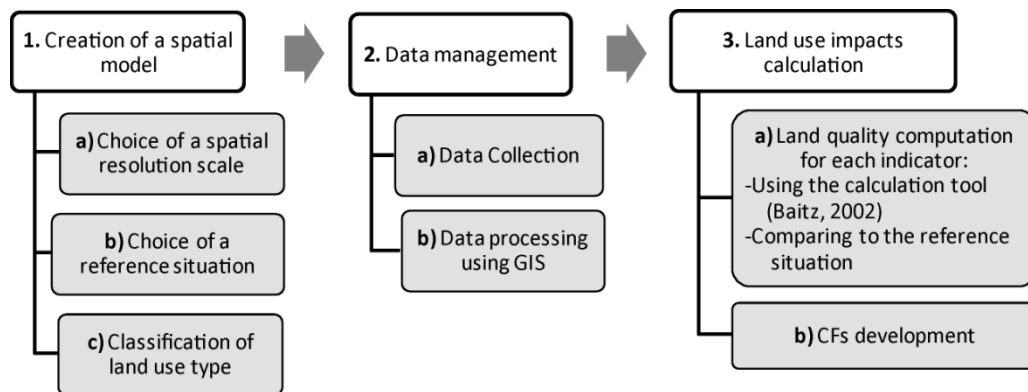 1. Creation of a spatial
model
a) Choice of a spatial
resolution scale
b) Choice of a
reference situation
c) Classification of
land use type
2. Data management
a) Data Collection
b) Data processing
using GIS
3. Land use impacts
calculation
a) Land quality computation
for each indicator:
-Using the calculation tool
(Baitz, 2002)
-Comparing to the reference
situation
b) CFs development